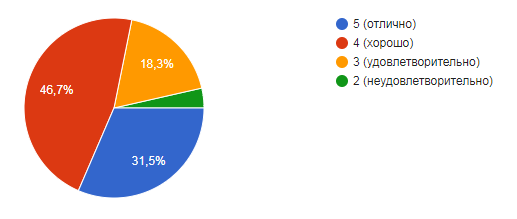 46,7%
18,3%
31,5%
5 (отлично)
4 (хорошо)
3 (удовлетворительно)
2 (неудовлетворительно)